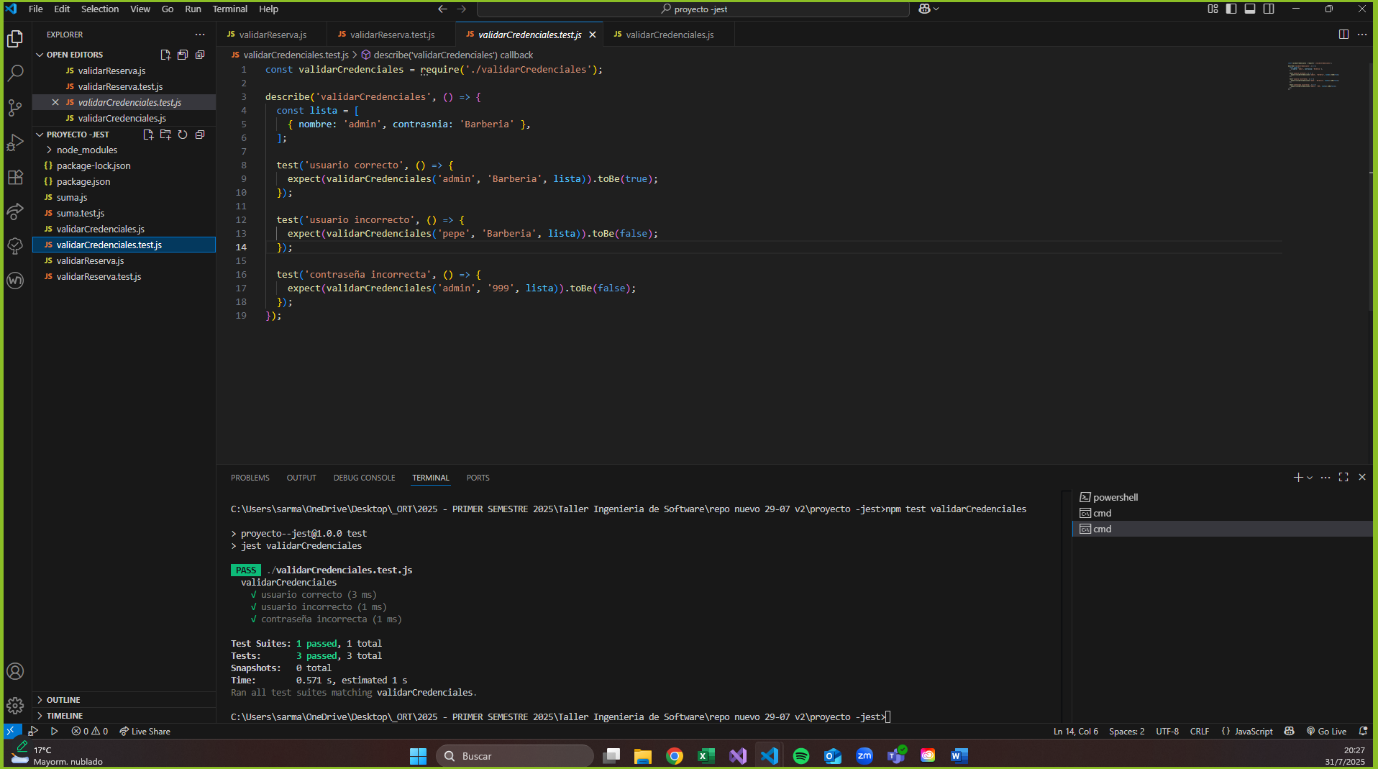 File Edit Selection View Go Run Terminal Help
proyecto -jest
EXPLORER
OPEN EDITORS
validarReserva.js
validarReserva.test.js
validarCredenciales.test.js
validarCredenciales.js
PROYECTO -JEST
node_modules
package-lock.json
package.json
suma.js
suma.test.js
validarCredenciales.js
validarCredenciales.test.js
validarReserva.js
validarReserva.test.js
OUTLINE
TIMELINE
validarReserva.js validarReserva.test.js validarCredenciales.test.js validarCredenciales.js
validarCredenciales.test.js > describe('validarCredenciales') callback
1 const validarCredenciales = require('./validarCredenciales');
2
3 describe('validarCredenciales', () => {
4 const lista = [
5 { nombre: 'admin', contrasnia: 'Barberia' },
6 ];
7
8 test('usuario correcto', () => {
9 expect(validarCredenciales('admin', 'Barberia', lista)).toBe(true);
10 });
11
12 test('usuario incorrecto', () => {
13 expect(validarCredenciales('pepe', 'Barberia', lista)).toBe(false);
14 });
15
16 test('contraseña incorrecta', () => {
17 expect(validarCredenciales('admin', '999', lista)).toBe(false);
18 });
19 });
PROBLEMS OUTPUT DEBUG CONSOLE TERMINAL PORTS
C:\Users\sarma\OneDrive\Desktop\_ORT\2025 - PRIMER SEMESTRE 2025\Taller Ingenieria de Software\repo nuevo 29-07 v2\proyecto -jest>npm test validarCredenciales
> proyecto--jest@1.0.0 test
> jest validarCredenciales
PASS ./validarCredenciales.test.js
validarCredenciales
√ usuario correcto (3 ms)
√ usuario incorrecto (1 ms)
√ contraseña incorrecta (1 ms)
Test Suites: 1 passed, 1 total
Tests: 3 passed, 3 total
Snapshots: 0 total
Time: 0.571 s, estimated 1 s
Ran all test suites matching validarCredenciales.
C:\Users\sarma\OneDrive\Desktop\_ORT\2025 - PRIMER SEMESTRE 2025\Taller Ingenieria de Software\repo nuevo 29-07 v2\proyecto -jest>
powershell
cmd
cmd
0 0 Live Share Ln 14, Col 6 Spaces: 2 UTF-8 CRLF {} JavaScript Go Live
17°C
Mayorm. nublado
Buscar
20:27
31/7/2025